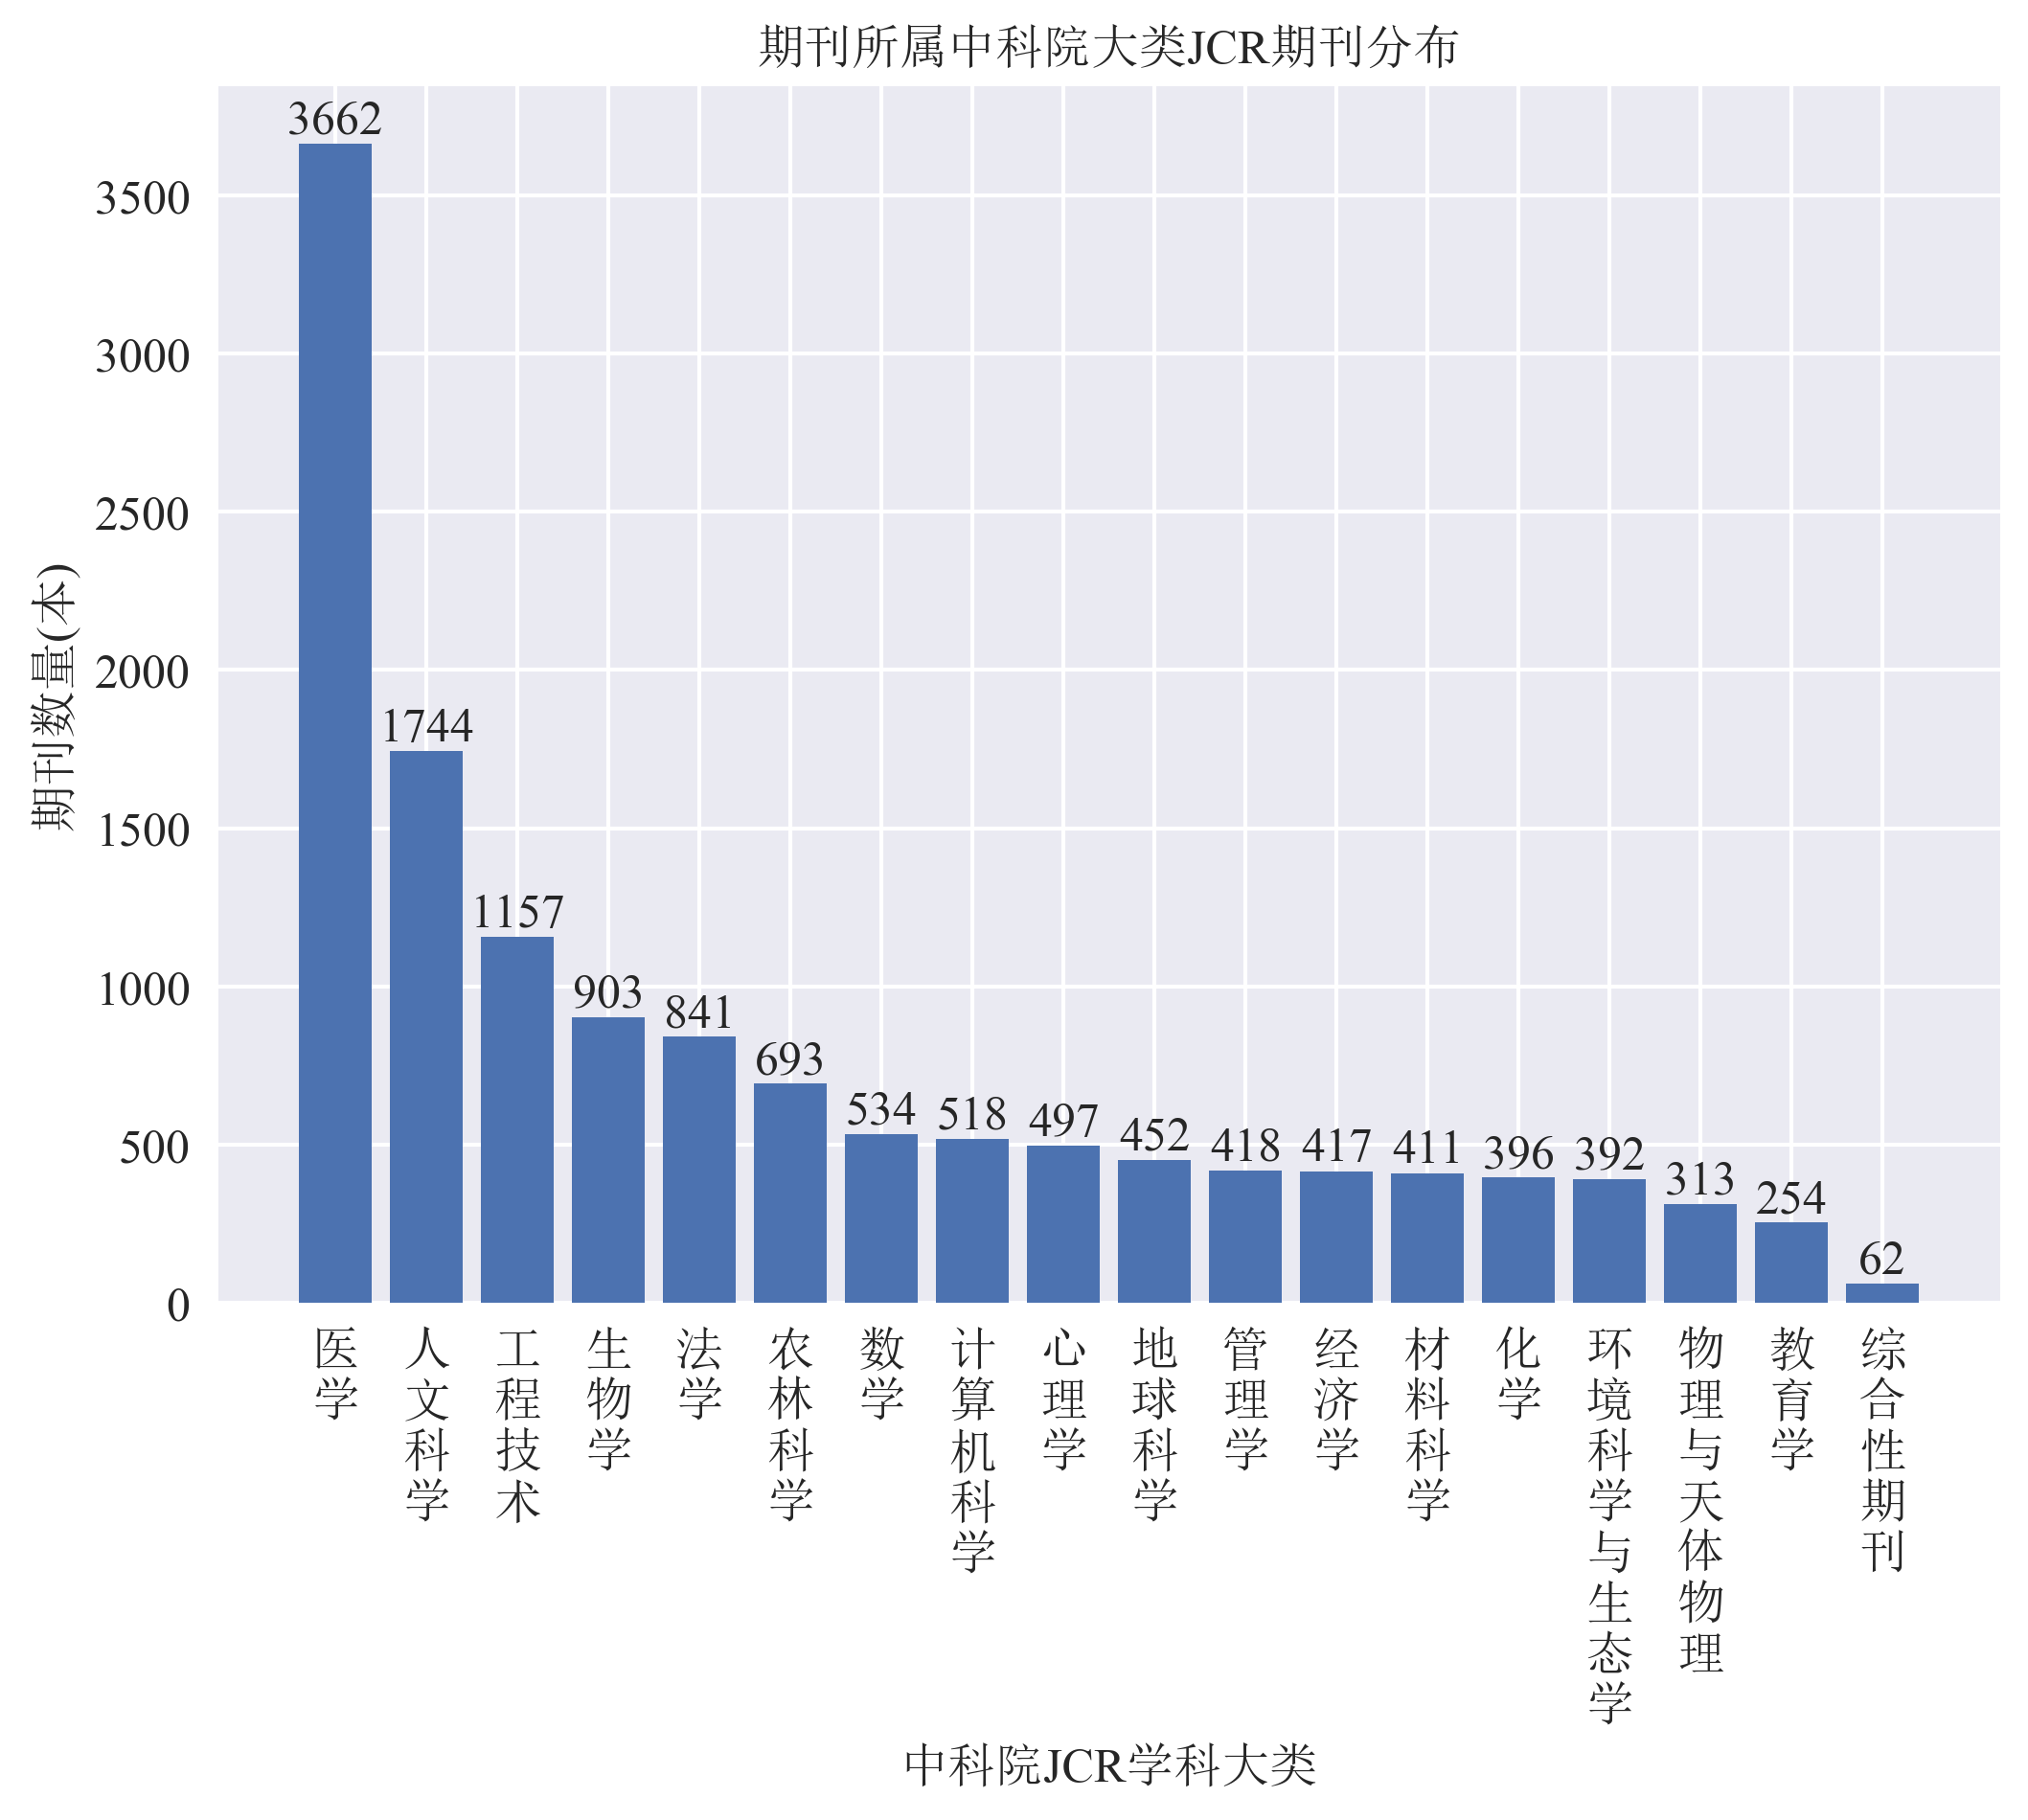 期刊所属中科院大类JCR期刊分布
期刊数量(本)
3500
3000
2500
2000
1500
1000
500
0
3662
1744
1157
903
841
693
534
518
497
452
418
417
411
396
392
313
254
62
医学
人文科学
工程技术
生物学
法学
农林科学
数学
计算机科学
心理学
地球科学
管理学
经济学
材料科学
化学
环境科学与生态学
物理与天体物理
教育学
综合性期刊
中科院JCR学科大类